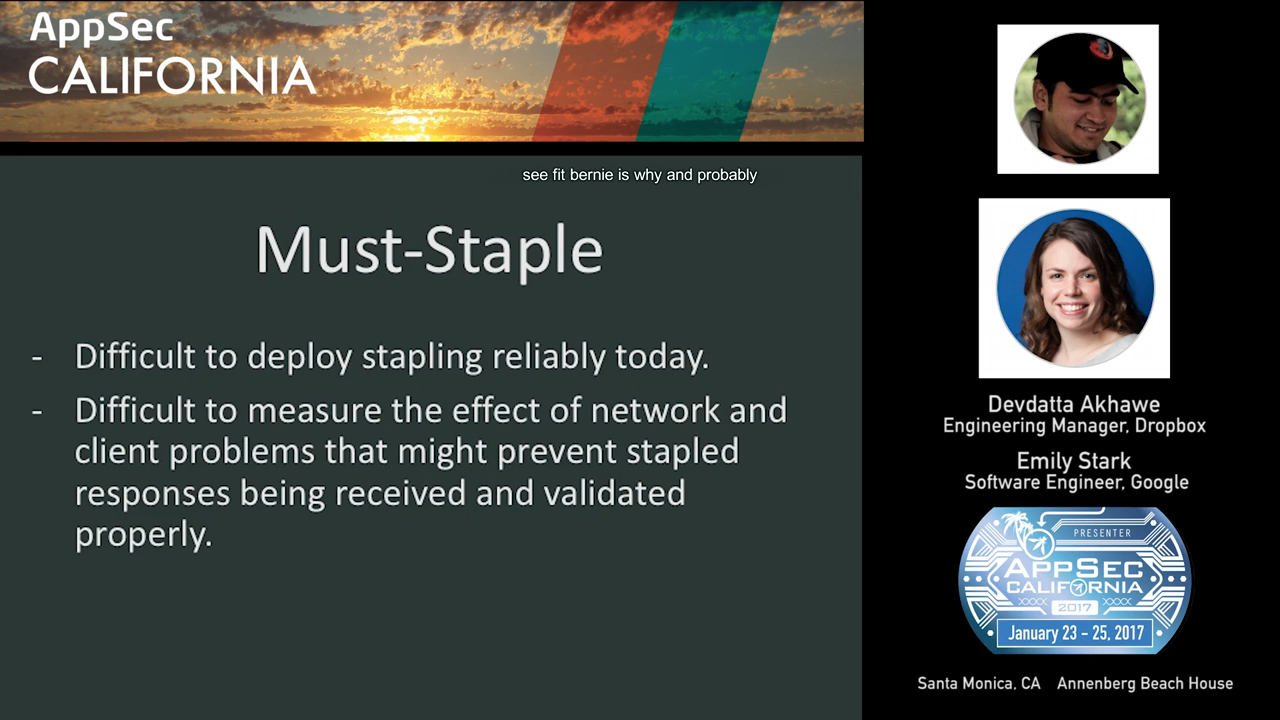 AppSec
CALIFORNIA
see fit bernie is why and probably
Must-Staple
- Difficult to deploy stapling reliably today.
- Difficult to measure the effect of network and
client problems that might prevent stapled
responses being received and validated
properly.
Devdatta Akhawe
Engineering Manager, Dropbox
Emily Stark
Software Engineer, Google
PRESENTER
APPSEC
CALIFORNIA
2017
January 23 - 25, 2017
Santa Monica, CA Annenberg Beach House